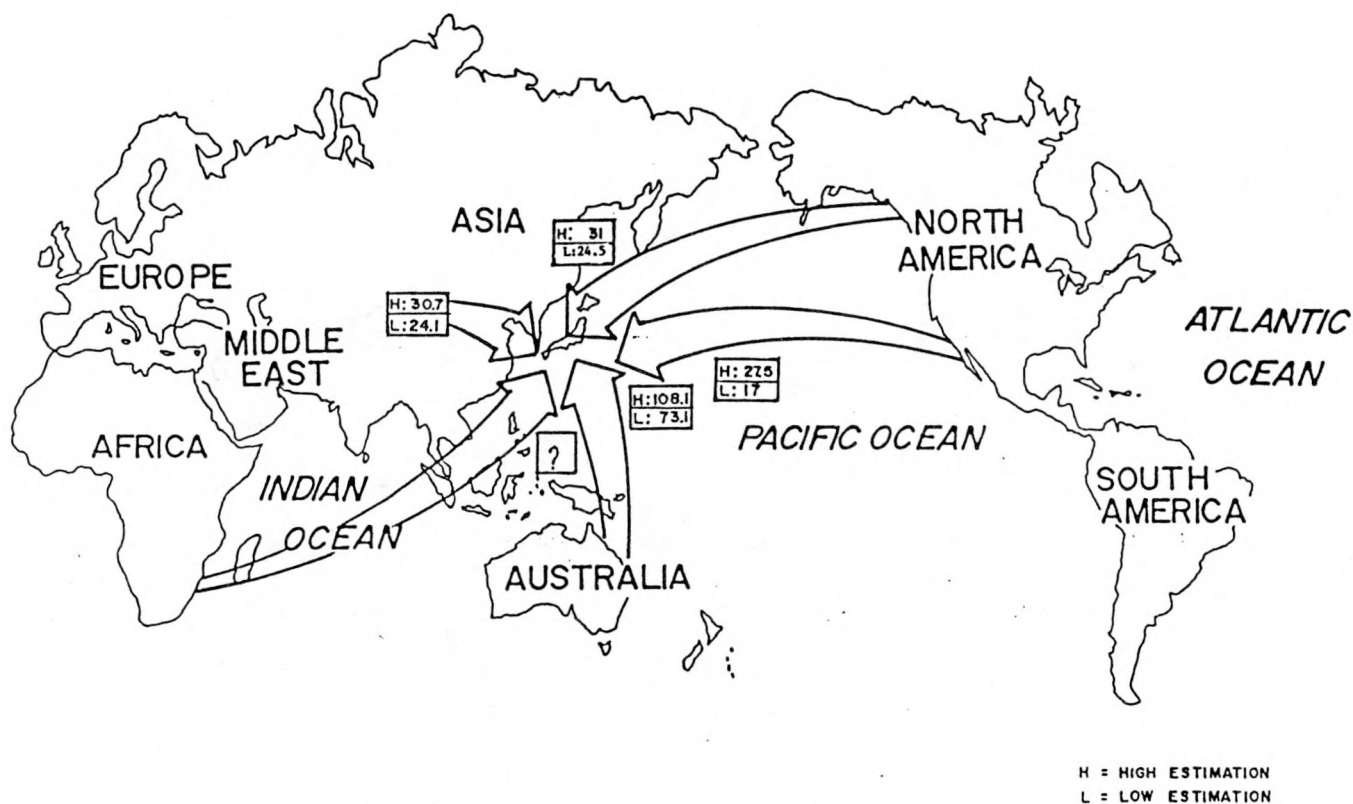 ASIA
H: 31
L:24.5
NORTH
AMERICA
EUROPE
H: 30.7
L:24.1
MIDDLE
EAST
ATLANTIC
OCEAN
H: 27.5
L: 17
H:108.1
L: 73.1
AFRICA
PACIFIC OCEAN
?
INDIAN
OCEAN
SOUTH
AMERICA
AUSTRALIA
H = HIGH ESTIMATION
L = LOW ESTIMATION